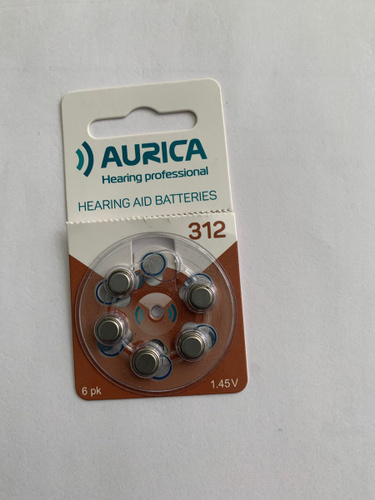 AURICA
Hearing professional
HEARING AID BATTERIES
312
6 pk
1.45V